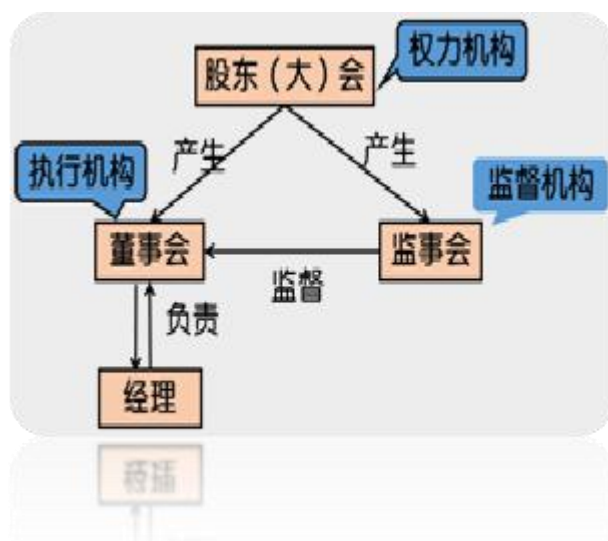 股东（大）会
权力机构
产生
产生
执行机构
监督机构
董事会
监事会
监督
负责
经理